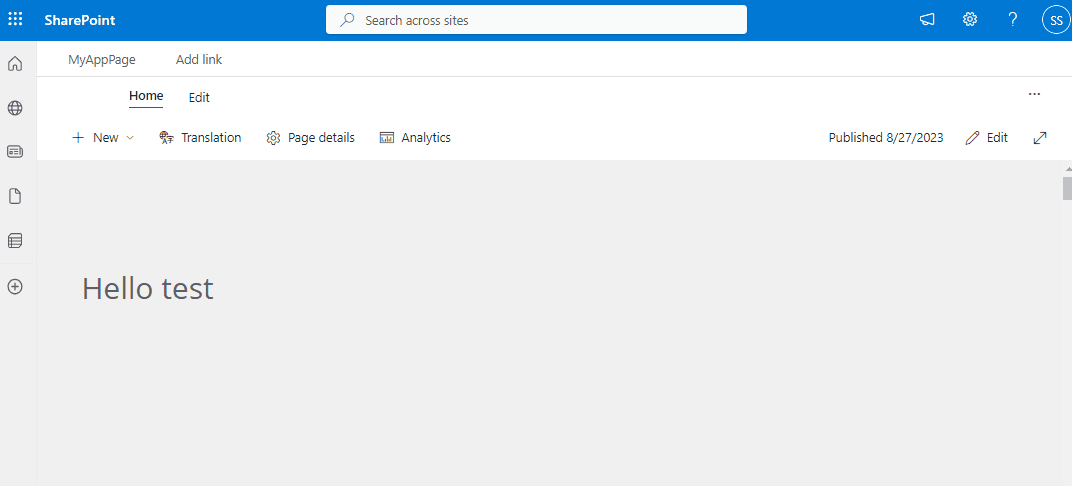 SharePoint Search across sites ? SS
MyAppPage Add link
Home Edit ...
+ New Translation Page details Analytics Published 8/27/2023 Edit
Hello test